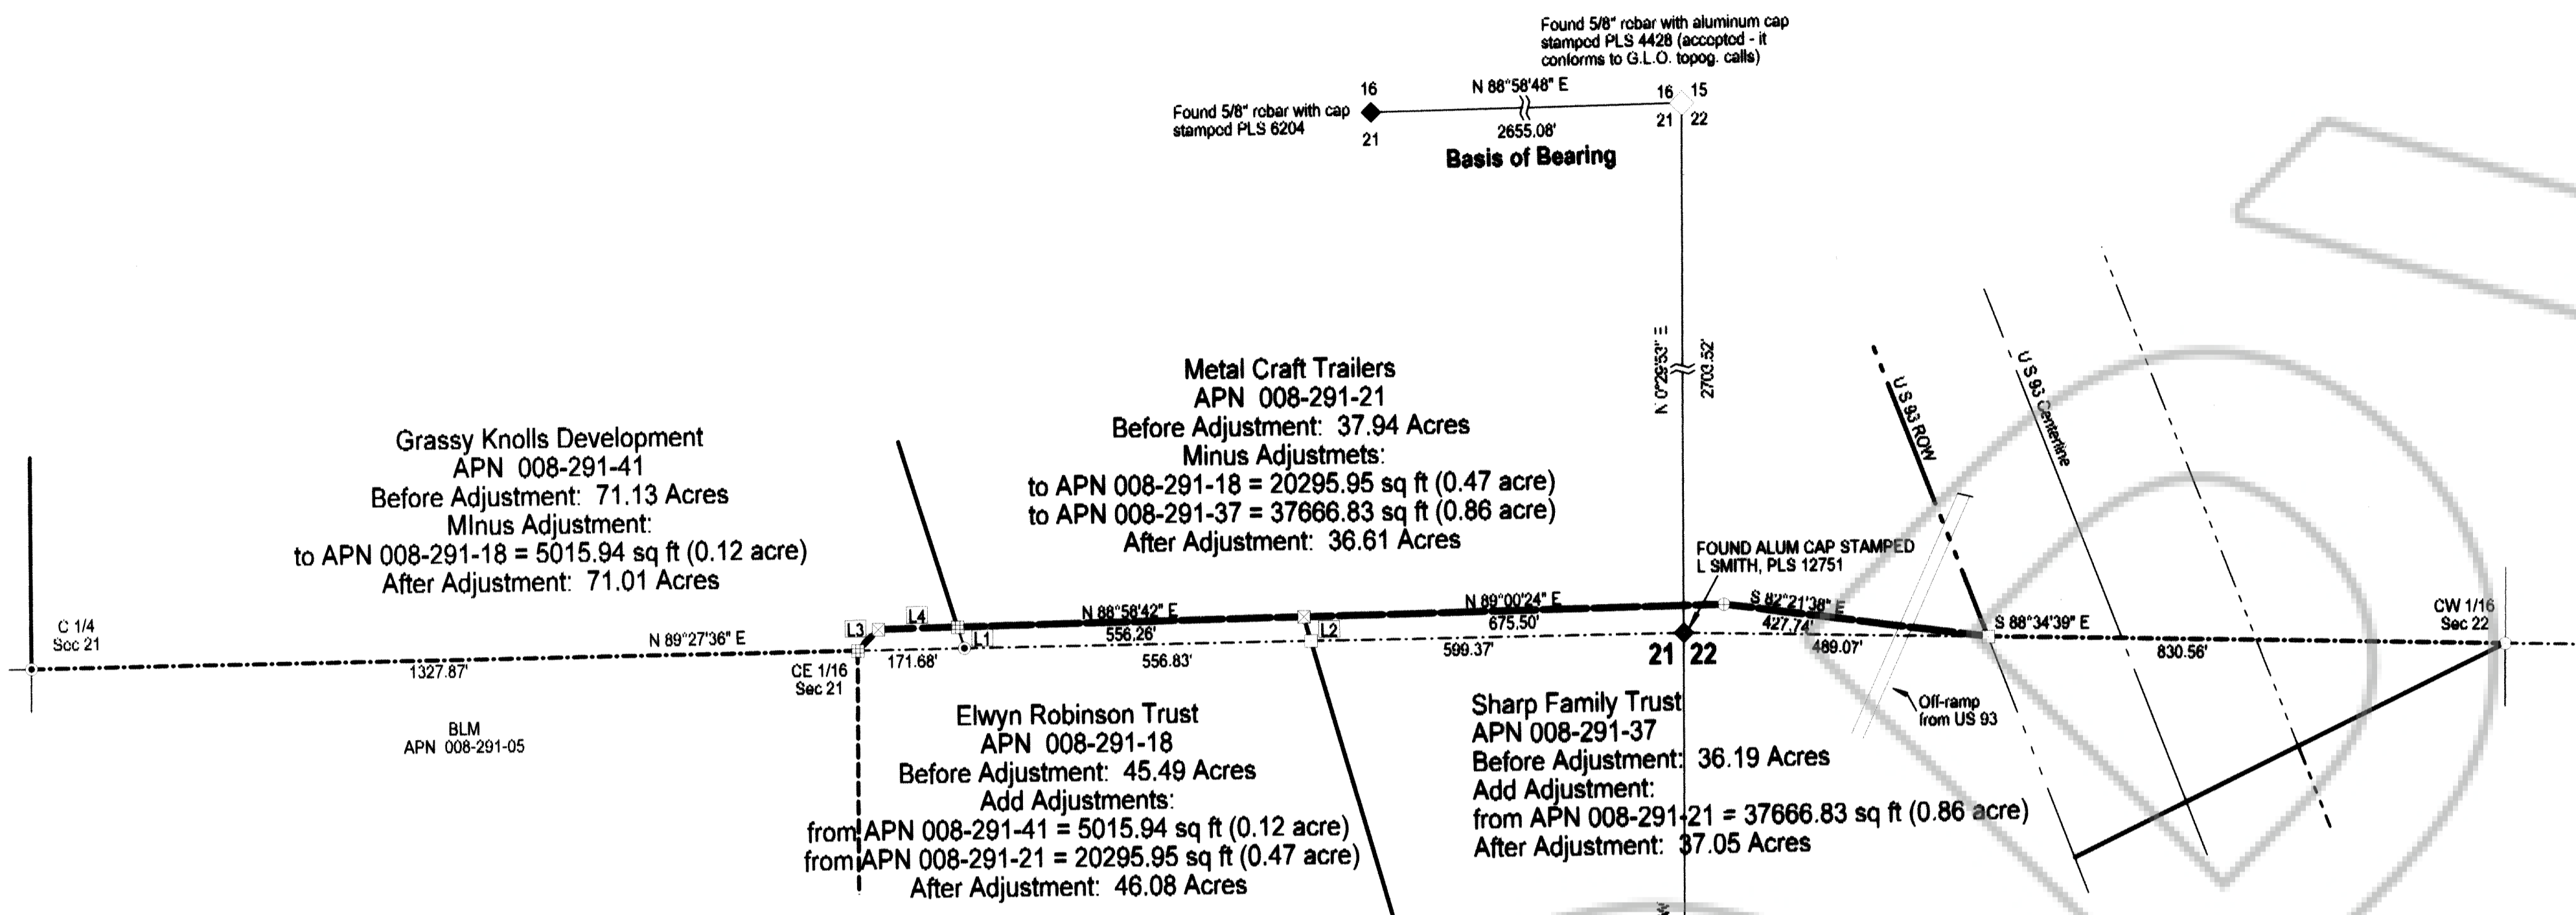 Found 5/8" rebar with aluminum cap
stamped PLS 4428 (accepted - it
conforms to G.L.O. topog. calls)
16
N 88°58'48" E
16
15
Found 5/8" rebar with cap
stamped PLS 6204
21
2655.08'
21
22
Basis of Bearing
N 0°29'53" E
2703.52'
U S 93 ROW
U S 93 Centerline
Grassy Knolls Development
APN 008-291-41
Before Adjustment: 71.13 Acres
MInus Adjustment:
to APN 008-291-18 = 5015.94 sq ft (0.12 acre)
After Adjustment: 71.01 Acres
Metal Craft Trailers
APN 008-291-21
Before Adjustment: 37.94 Acres
Minus Adjustmets:
to APN 008-291-18 = 20295.95 sq ft (0.47 acre)
to APN 008-291-37 = 37666.83 sq ft (0.86 acre)
After Adjustment: 36.61 Acres
FOUND ALUM CAP STAMPED
L SMITH, PLS 12751
C 1/4
Sec 21
N 89°27'36" E
1327.87'
L3
L4
L1
CE 1/16
Sec 21
171.68'
N 88°58'42" E
556.26'
556.83'
L2
N 89°00'24" E
675.50'
599.37'
21
22
S 82°21'38" E
427.74'
489.07'
S 88°34'39" E
830.56'
CW 1/16
Sec 22
BLM
APN 008-291-05
Elwyn Robinson Trust
APN 008-291-18
Before Adjustment: 45.49 Acres
Add Adjustments:
from APN 008-291-41 = 5015.94 sq ft (0.12 acre)
from APN 008-291-21 = 20295.95 sq ft (0.47 acre)
After Adjustment: 46.08 Acres
Sharp Family Trust
APN 008-291-37
Before Adjustment: 36.19 Acres
Add Adjustment:
from APN 008-291-21 = 37666.83 sq ft (0.86 acre)
After Adjustment: 37.05 Acres
Off-ramp
from US 93